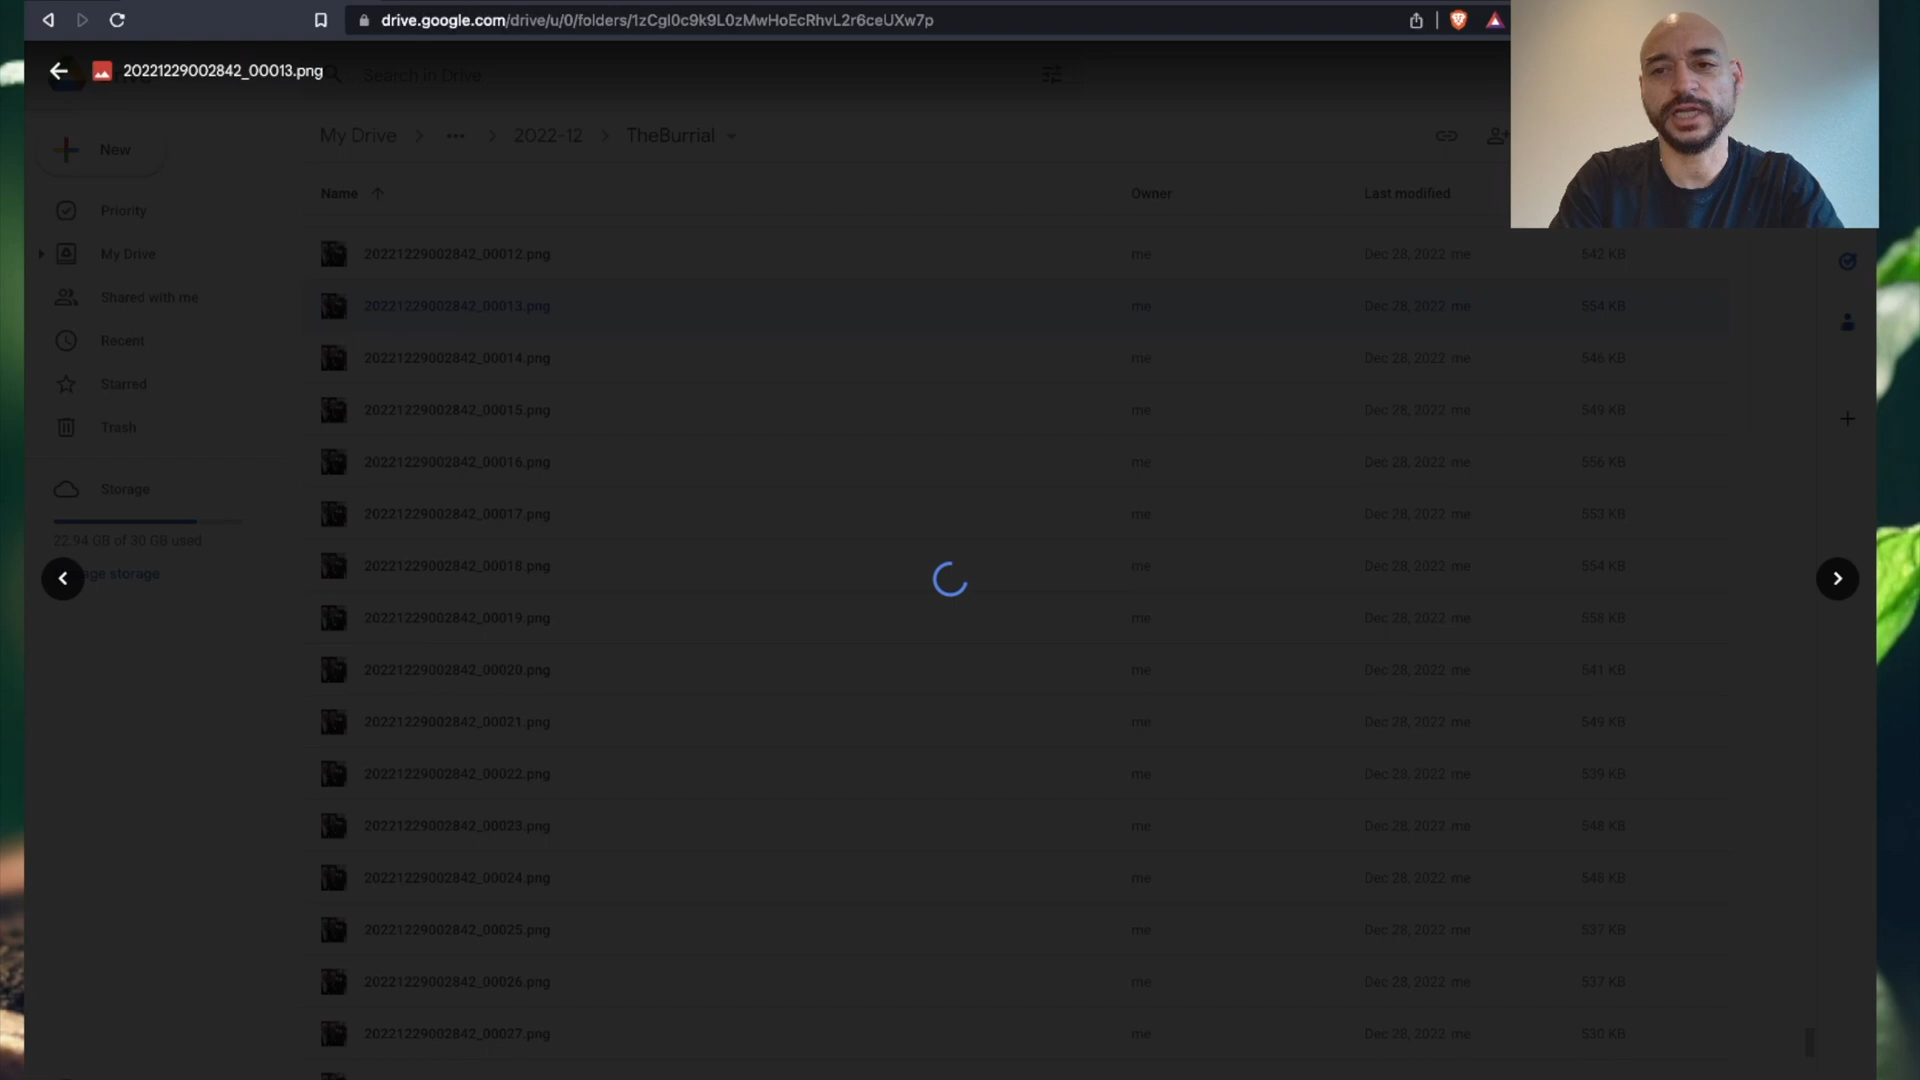 drive.google.com/drive/u/0/folders/1zCgl0c9k9L0zMwHoEcRhvL2r6ceUXw7p
20221229002842_00013.png
Search in Drive
My Drive ••• 2022-12 TheBurrial
New
Name Owner Last modified
Priority
My Drive
Shared with me
Recent
Starred
Trash
Storage
22.94 GB of 30 GB used
age storage
20221229002842_00012.png me Dec 28, 2022 me 542 KB
20221229002842_00013.png me Dec 28, 2022 me 554 KB
20221229002842_00014.png me Dec 28, 2022 me 546 KB
20221229002842_00015.png me Dec 28, 2022 me 549 KB
20221229002842_00016.png me Dec 28, 2022 me 556 KB
20221229002842_00017.png me Dec 28, 2022 me 553 KB
20221229002842_00018.png me Dec 28, 2022 me 554 KB
20221229002842_00019.png me Dec 28, 2022 me 558 KB
20221229002842_00020.png me Dec 28, 2022 me 541 KB
20221229002842_00021.png me Dec 28, 2022 me 549 KB
20221229002842_00022.png me Dec 28, 2022 me 539 KB
20221229002842_00023.png me Dec 28, 2022 me 548 KB
20221229002842_00024.png me Dec 28, 2022 me 548 KB
20221229002842_00025.png me Dec 28, 2022 me 537 KB
20221229002842_00026.png me Dec 28, 2022 me 537 KB
20221229002842_00027.png me Dec 28, 2022 me 530 KB